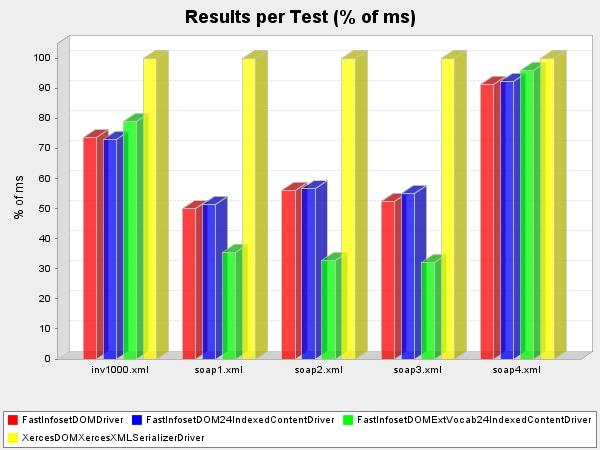 Results per Test (% of ms)
% of ms
100
90
80
70
60
50
40
30
20
10
0
inv1000.xml soap1.xml soap2.xml soap3.xml soap4.xml
FastInfosetDOMDriver FastInfosetDOM24IndexedContentDriver FastInfosetDOMExtVocab24IndexedContentDriver
XercesDOMXercesXMLSerializerDriver